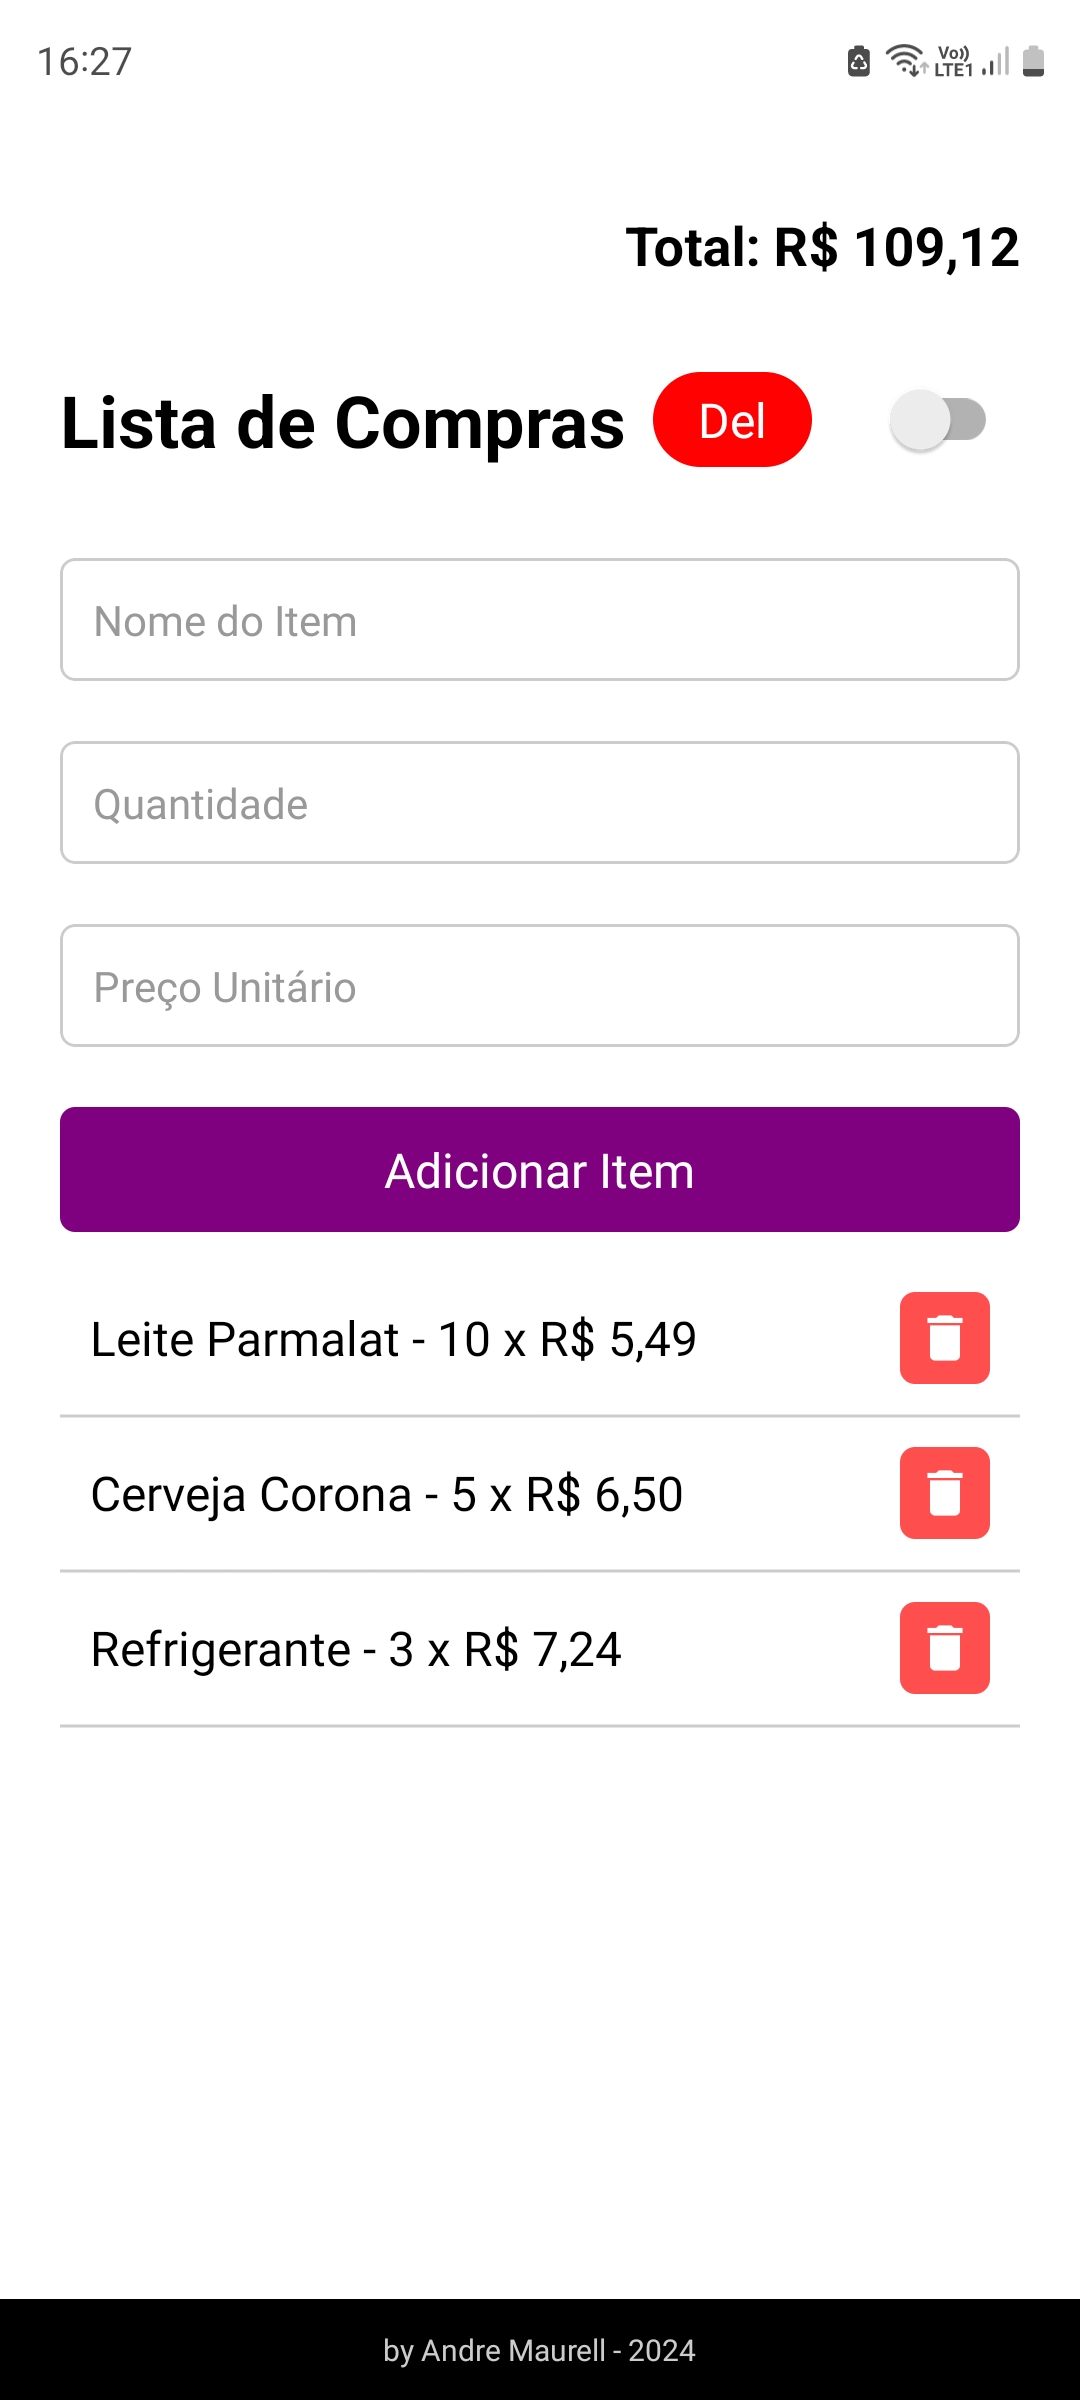 16:27
Vo)) LTE1
Total: R$ 109,12
Lista de Compras
Del
Nome do Item
Quantidade
Preço Unitário
Adicionar Item
Leite Parmalat - 10 x R$ 5,49
Cerveja Corona - 5 x R$ 6,50
Refrigerante - 3 x R$ 7,24
by Andre Maurell - 2024